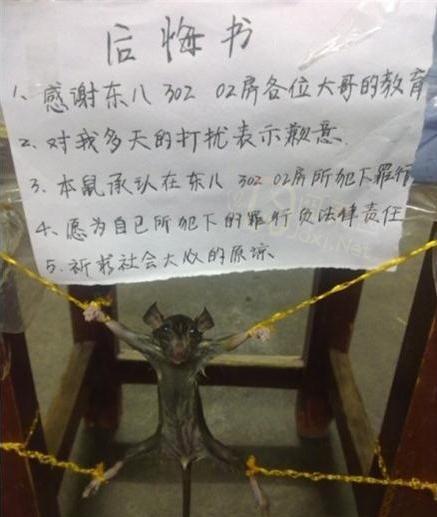 后悔书
1、感谢东八 302 02房各位大哥的教育
2、对我多天的打扰表示歉意.
3、本鼠承认在东八 302 02房所犯下罪行
4、愿为自己所犯下的罪行负法律责任
5、祈求社会大众的原谅、